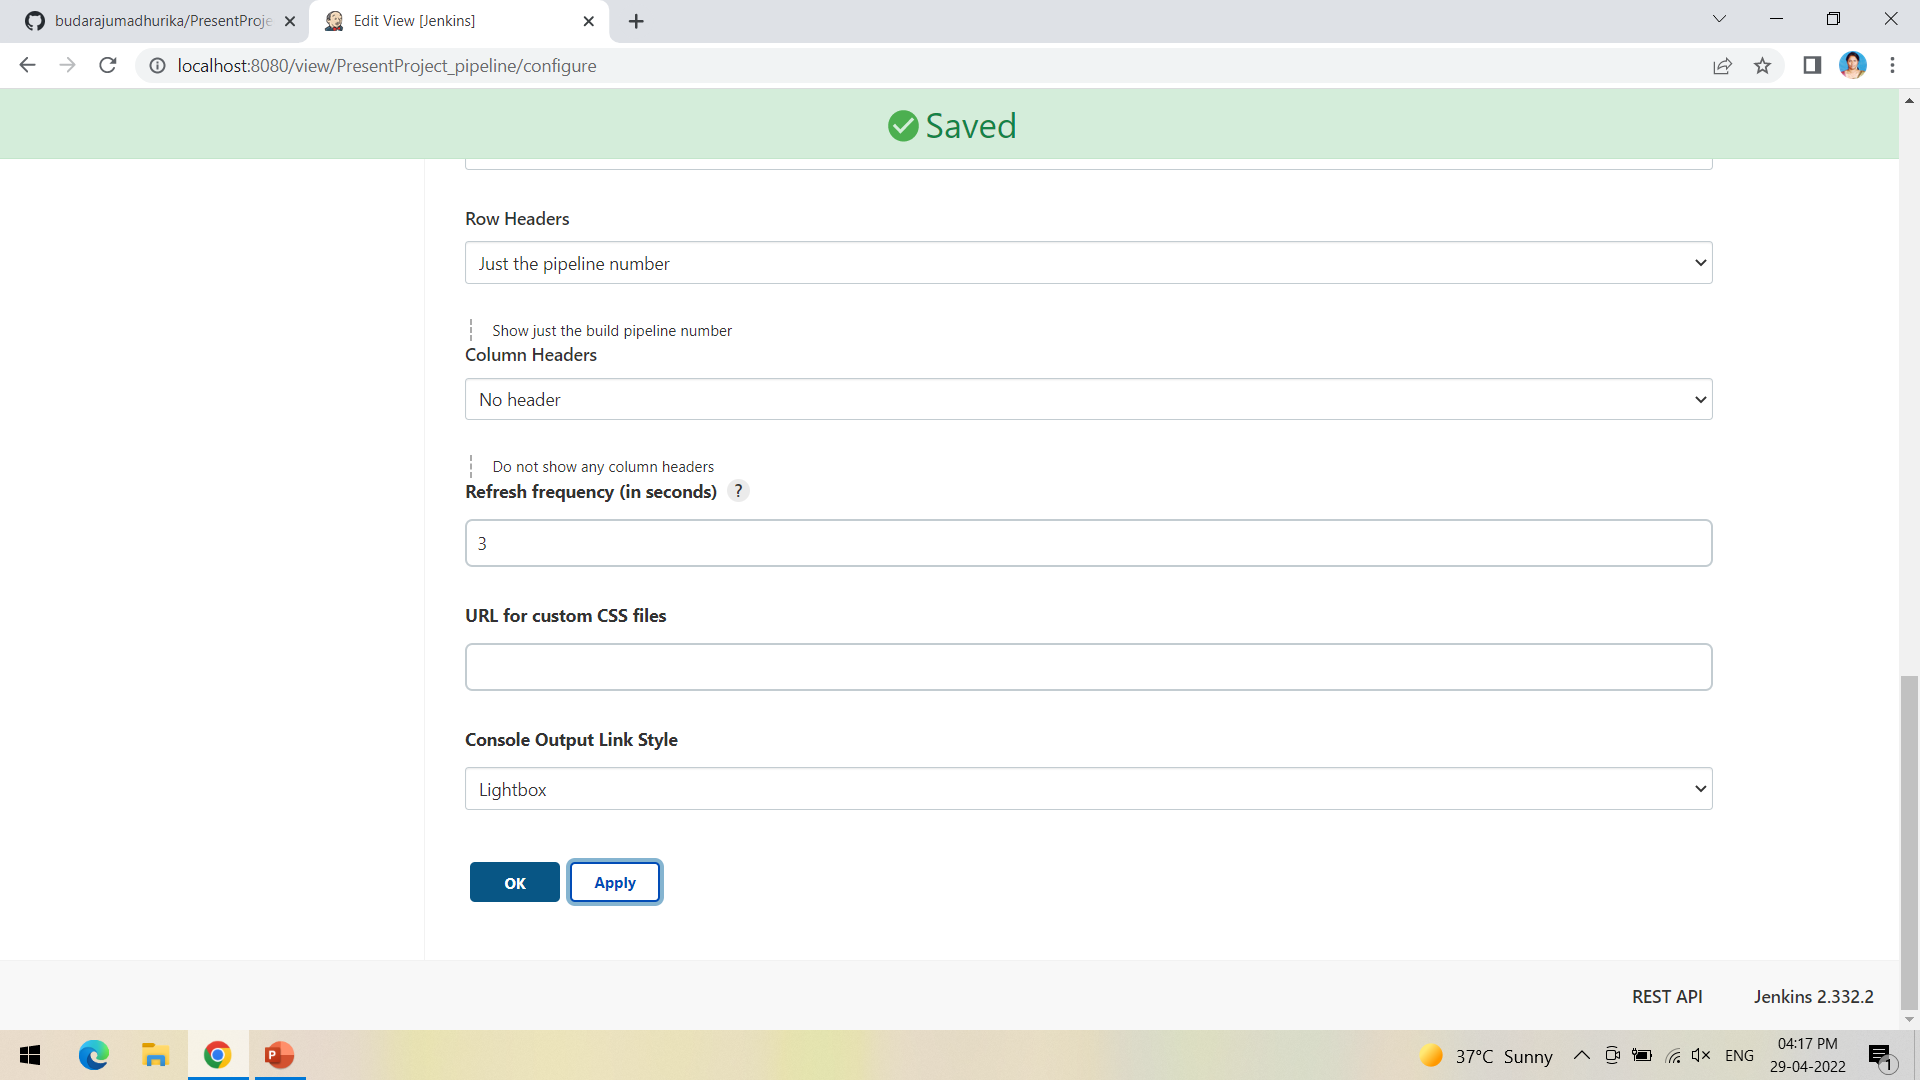 budarajumadhurika/PresentProje
Edit View [Jenkins]
localhost:8080/view/PresentProject_pipeline/configure
Saved
Row Headers
Just the pipeline number
Show just the build pipeline number
Column Headers
No header
Do not show any column headers
Refresh frequency (in seconds) ?
3
URL for custom CSS files
Console Output Link Style
Lightbox
OK Apply
REST API Jenkins 2.332.2
37°C Sunny
ENG
04:17 PM
29-04-2022
1